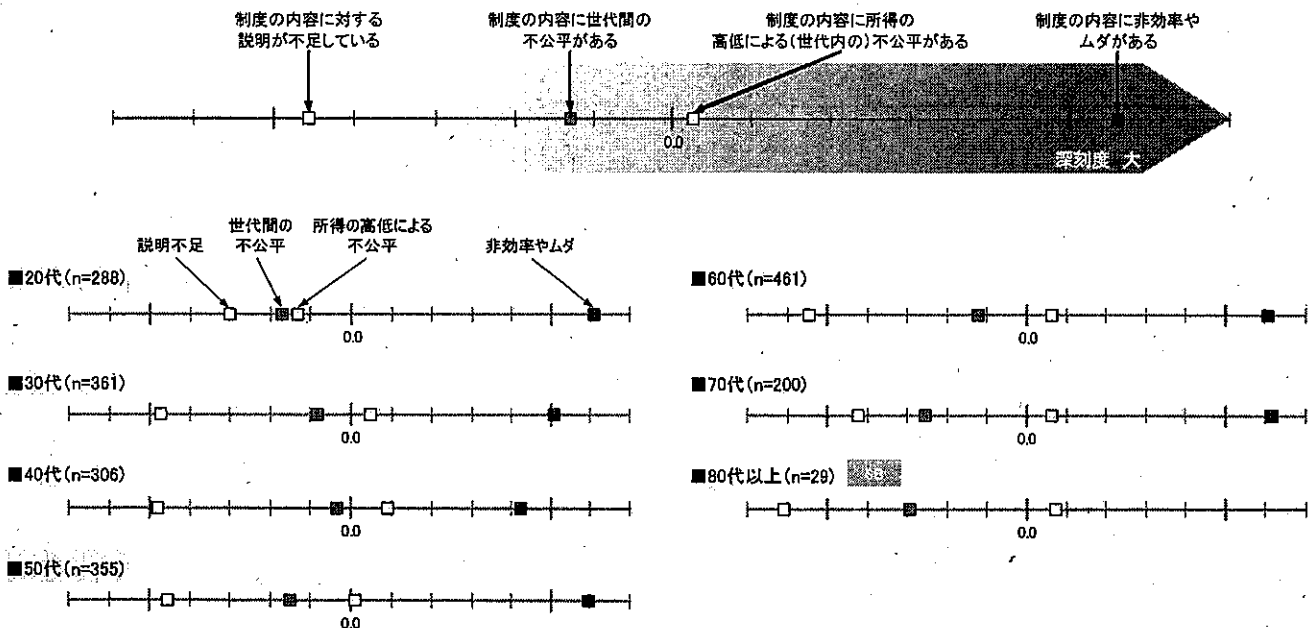 制度の内容に対する
説明が不足している
制度の内容に世代間の
不公平がある
制度の内容に所得の
高低による(世代内の)不公平がある
制度の内容に非効率や
ムダがある
0.0
深刻度 大
説明不足
世代間の
不公平
所得の高低による
不公平
非効率やムダ
■20代(n=288)
0.0
■30代(n=361)
0.0
■40代(n=306)
0.0
■50代(n=355)
0.0
■60代(n=461)
0.0
■70代(n=200)
0.0
■80代以上(n=29)
0.0